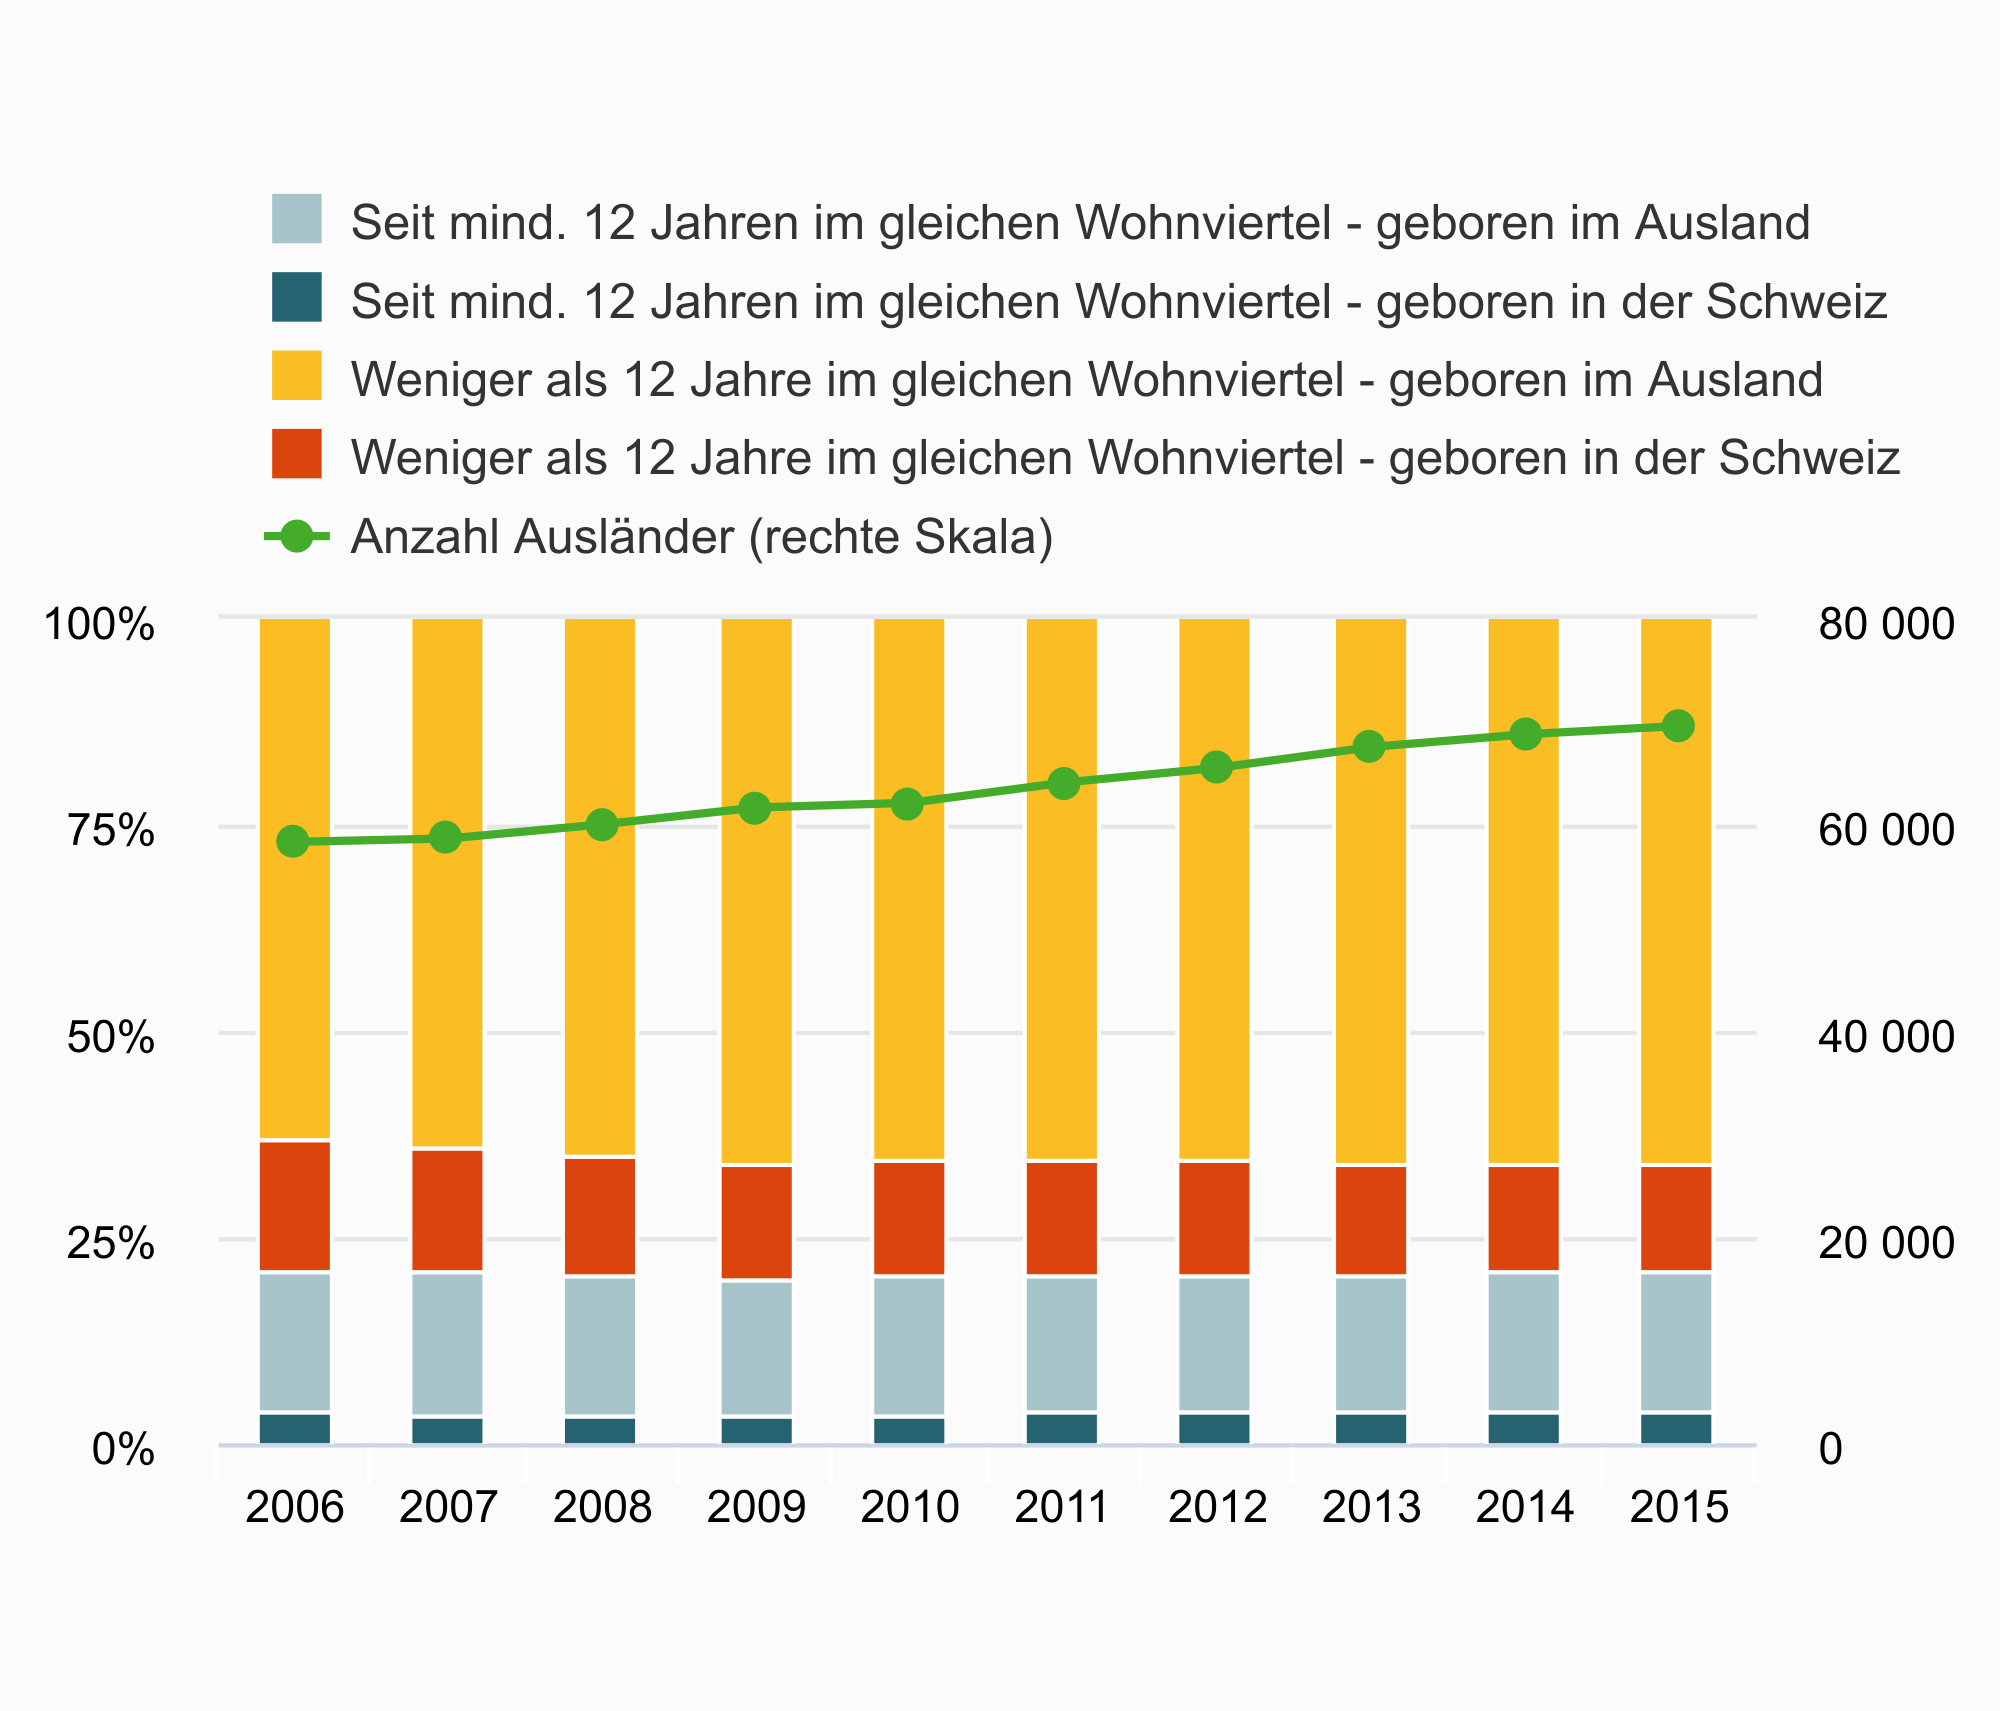 Seit mind. 12 Jahren im gleichen Wohnviertel - geboren im Ausland
Seit mind. 12 Jahren im gleichen Wohnviertel - geboren in der Schweiz
Weniger als 12 Jahre im gleichen Wohnviertel - geboren im Ausland
Weniger als 12 Jahre im gleichen Wohnviertel - geboren in der Schweiz
Anzahl Ausländer (rechte Skala)
100% 80 000
75% 60 000
50% 40 000
25% 20 000
0% 0
2006 2007 2008 2009 2010 2011 2012 2013 2014 2015